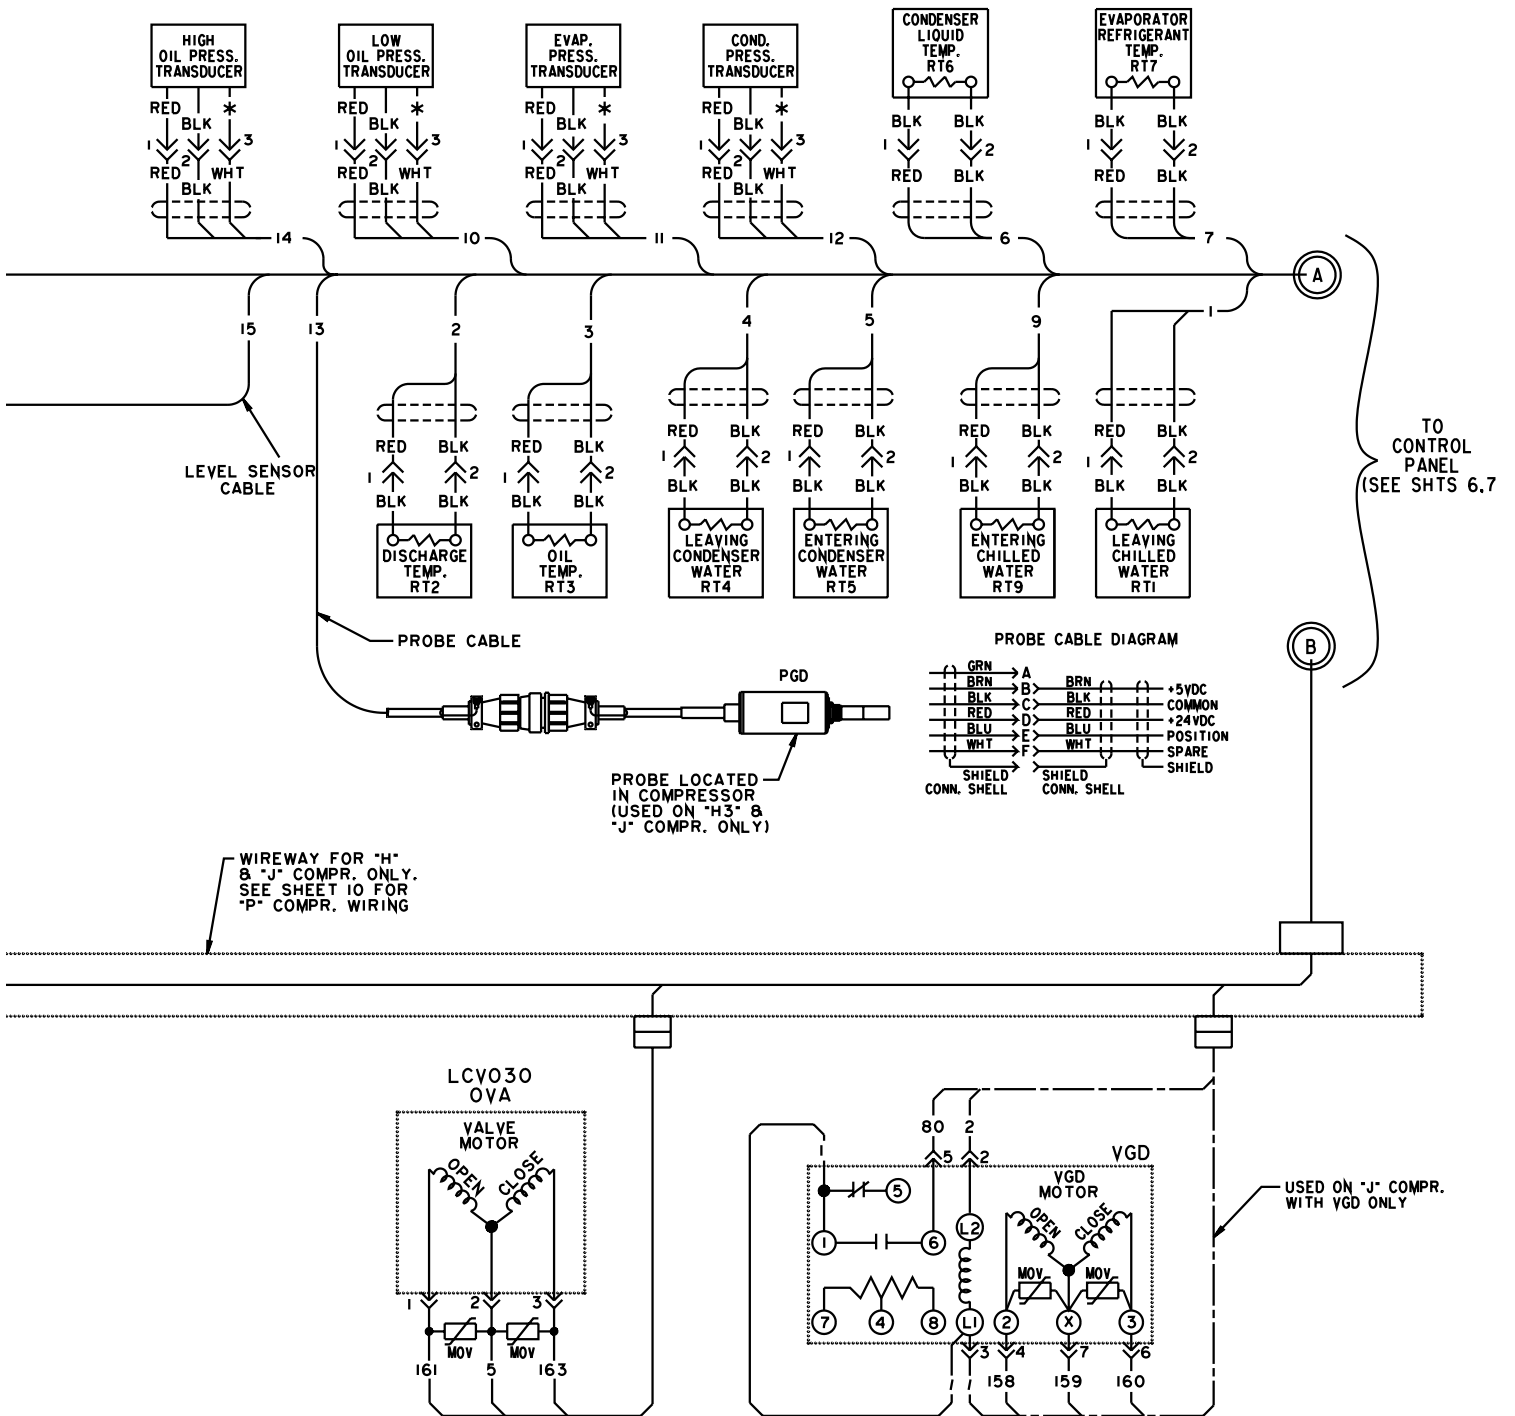 HIGH
OIL PRESS.
TRANSDUCER
LOW
OIL PRESS.
TRANSDUCER
EVAP.
PRESS.
TRANSDUCER
COND.
PRESS.
TRANSDUCER
CONDENSER
LIQUID
TEMP.
RT6
EVAPORATOR
REFRIGERANT
TEMP.
RT7
RED BLK *
1 2 3
RED BLK WHT
RED BLK *
1 2 3
RED BLK WHT
RED BLK *
1 2 3
RED BLK WHT
RED BLK *
1 2 3
RED BLK WHT
BLK BLK
1 2
RED BLK
BLK BLK
1 2
RED BLK
14 10 11 12 6 7
A
15 13 2 3 4 5 9 1
RED BLK
1 2
BLK BLK
DISCHARGE
TEMP.
RT2
RED BLK
1 2
BLK BLK
OIL
TEMP.
RT3
RED BLK
1 2
BLK BLK
LEAVING
CONDENSER
WATER
RT4
RED BLK
1 2
BLK BLK
ENTERING
CONDENSER
WATER
RT5
RED BLK
1 2
BLK BLK
ENTERING
CHILLED
WATER
RT9
RED BLK
1 2
BLK BLK
LEAVING
CHILLED
WATER
RT1
TO
CONTROL
PANEL
(SEE SHTS 6,7
LEVEL SENSOR
CABLE
PROBE CABLE
B
PGD
PROBE LOCATED
IN COMPRESSOR
(USED ON "H3" &
"J" COMPR. ONLY)
PROBE CABLE DIAGRAM
GRN A
BRN B BRN +5VDC
BLK C BLK COMMON
RED D RED +24VDC
BLU E BLU POSITION
WHT F WHT SPARE
SHIELD SHIELD SHIELD
CONN. SHELL CONN. SHELL
WIREWAY FOR "H"
& "J" COMPR. ONLY.
SEE SHEET 10 FOR
"P" COMPR. WIRING
LCV030
OVA
VALVE
MOTOR
OPEN CLOSE
1 2 3
MOV MOV
161 5 163
80 2
5 2
VGD
VGD
MOTOR
OPEN CLOSE
5
1 6 L2
MOV MOV
7 4 8 L1 2 X 3
3 4 7 6
158 159 160
USED ON "J" COMPR.
WITH VGD ONLY